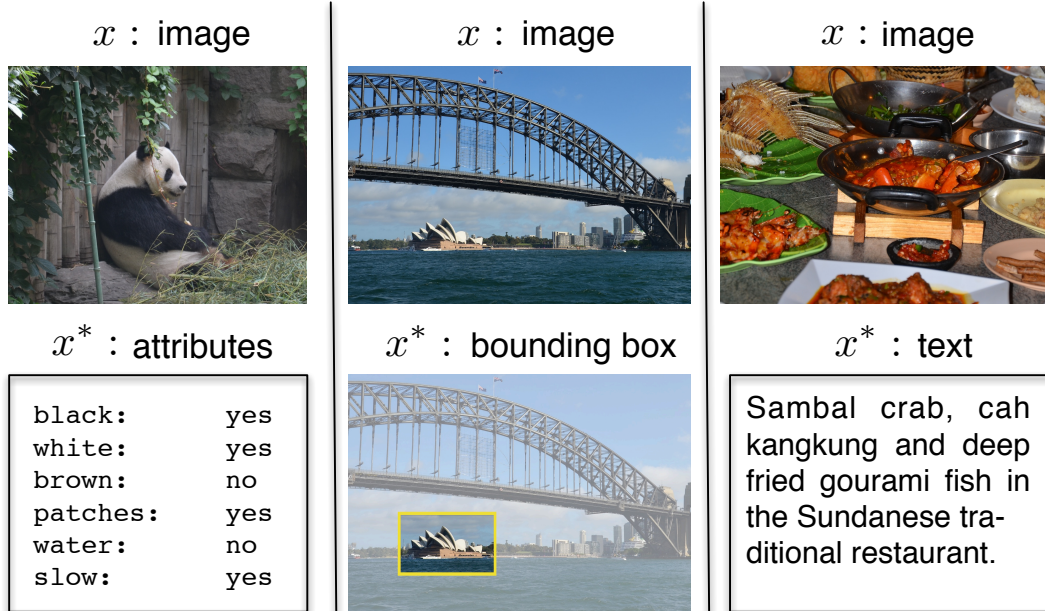 x : image
x* : attributes
black: yes
white: yes
brown: no
patches: yes
water: no
slow: yes
x : image
x* : bounding box
x : image
x* : text
Sambal crab, cah
kangkung and deep
fried gourami fish in
the Sundanese tra-
ditional restaurant.